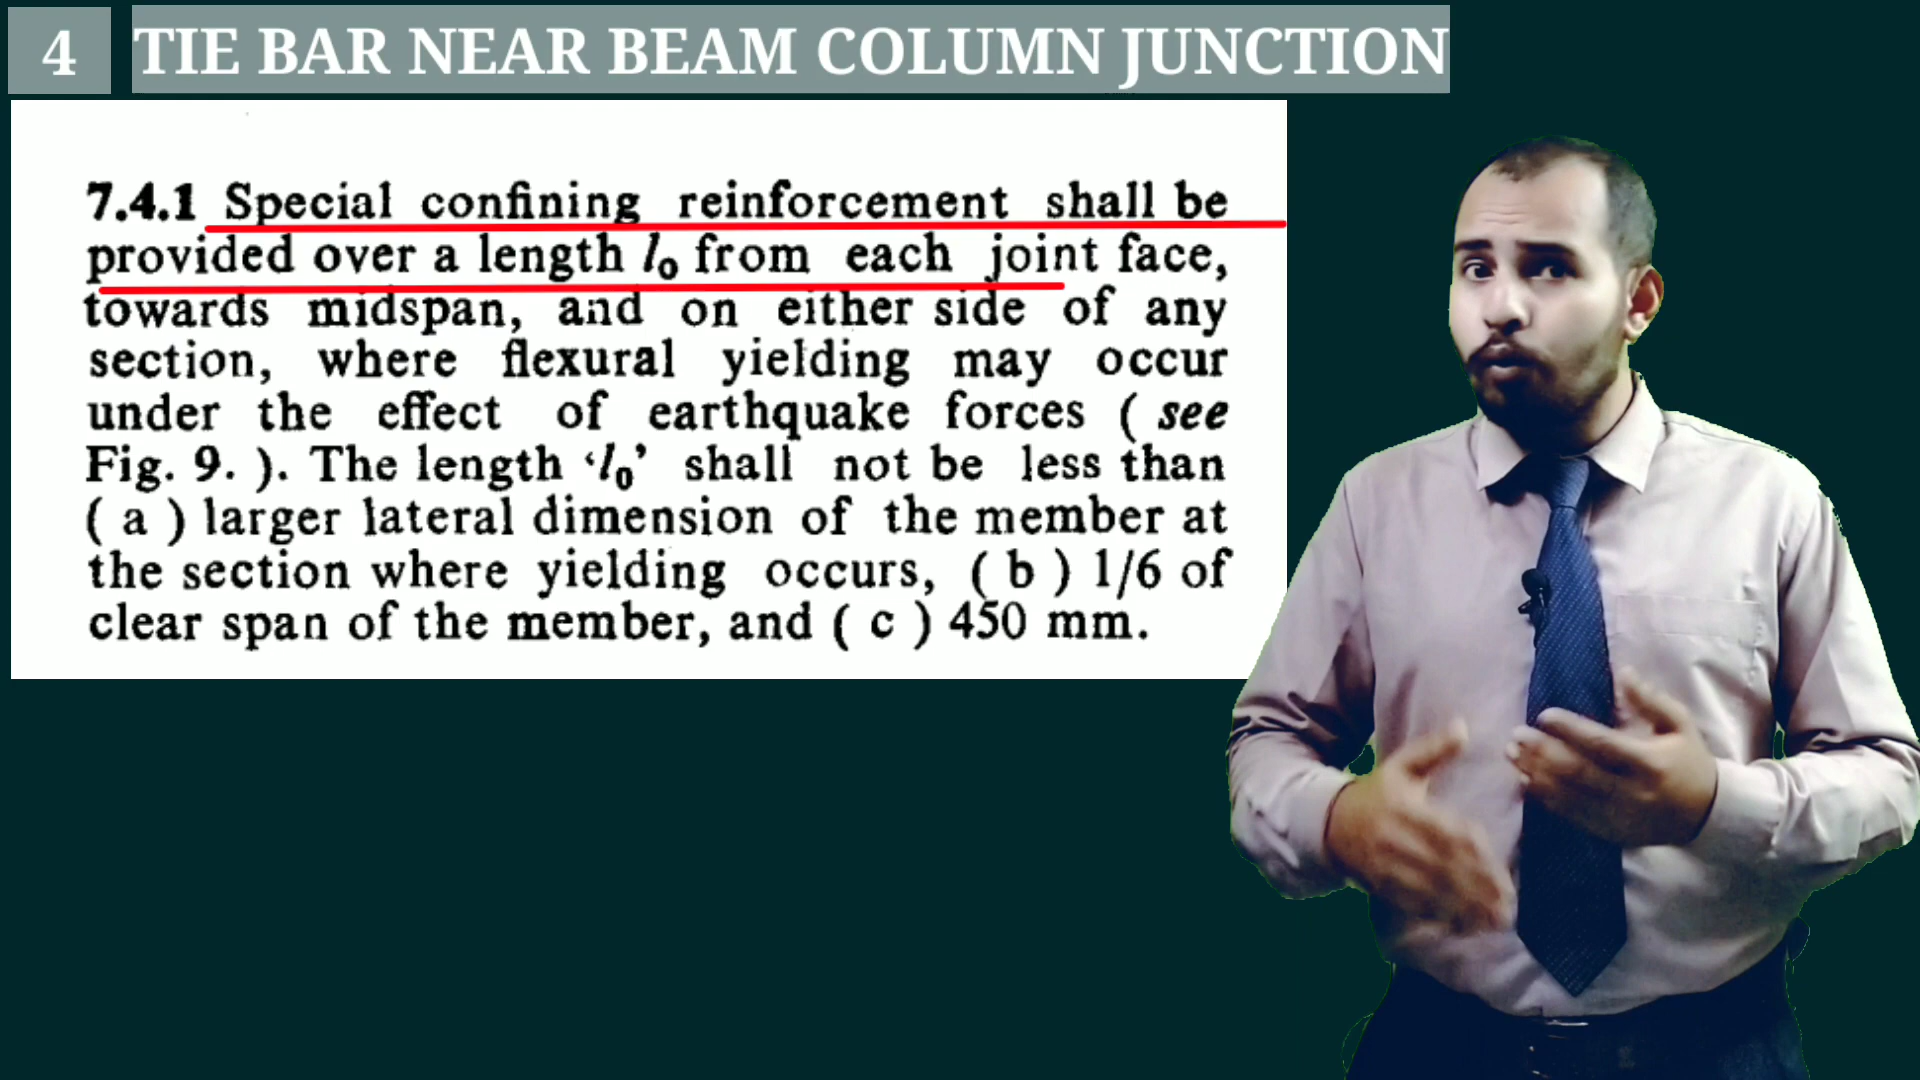 4
TIE BAR NEAR BEAM COLUMN JUNCTION
7.4.1 Special confining reinforcement shall be
provided over a length l₀ from each joint face,
towards midspan, and on either side of any
section, where flexural yielding may occur
under the effect of earthquake forces ( see
Fig. 9. ). The length ‘l₀’ shall not be less than
( a ) larger lateral dimension of the member at
the section where yielding occurs, ( b ) 1/6 of
clear span of the member, and ( c ) 450 mm.